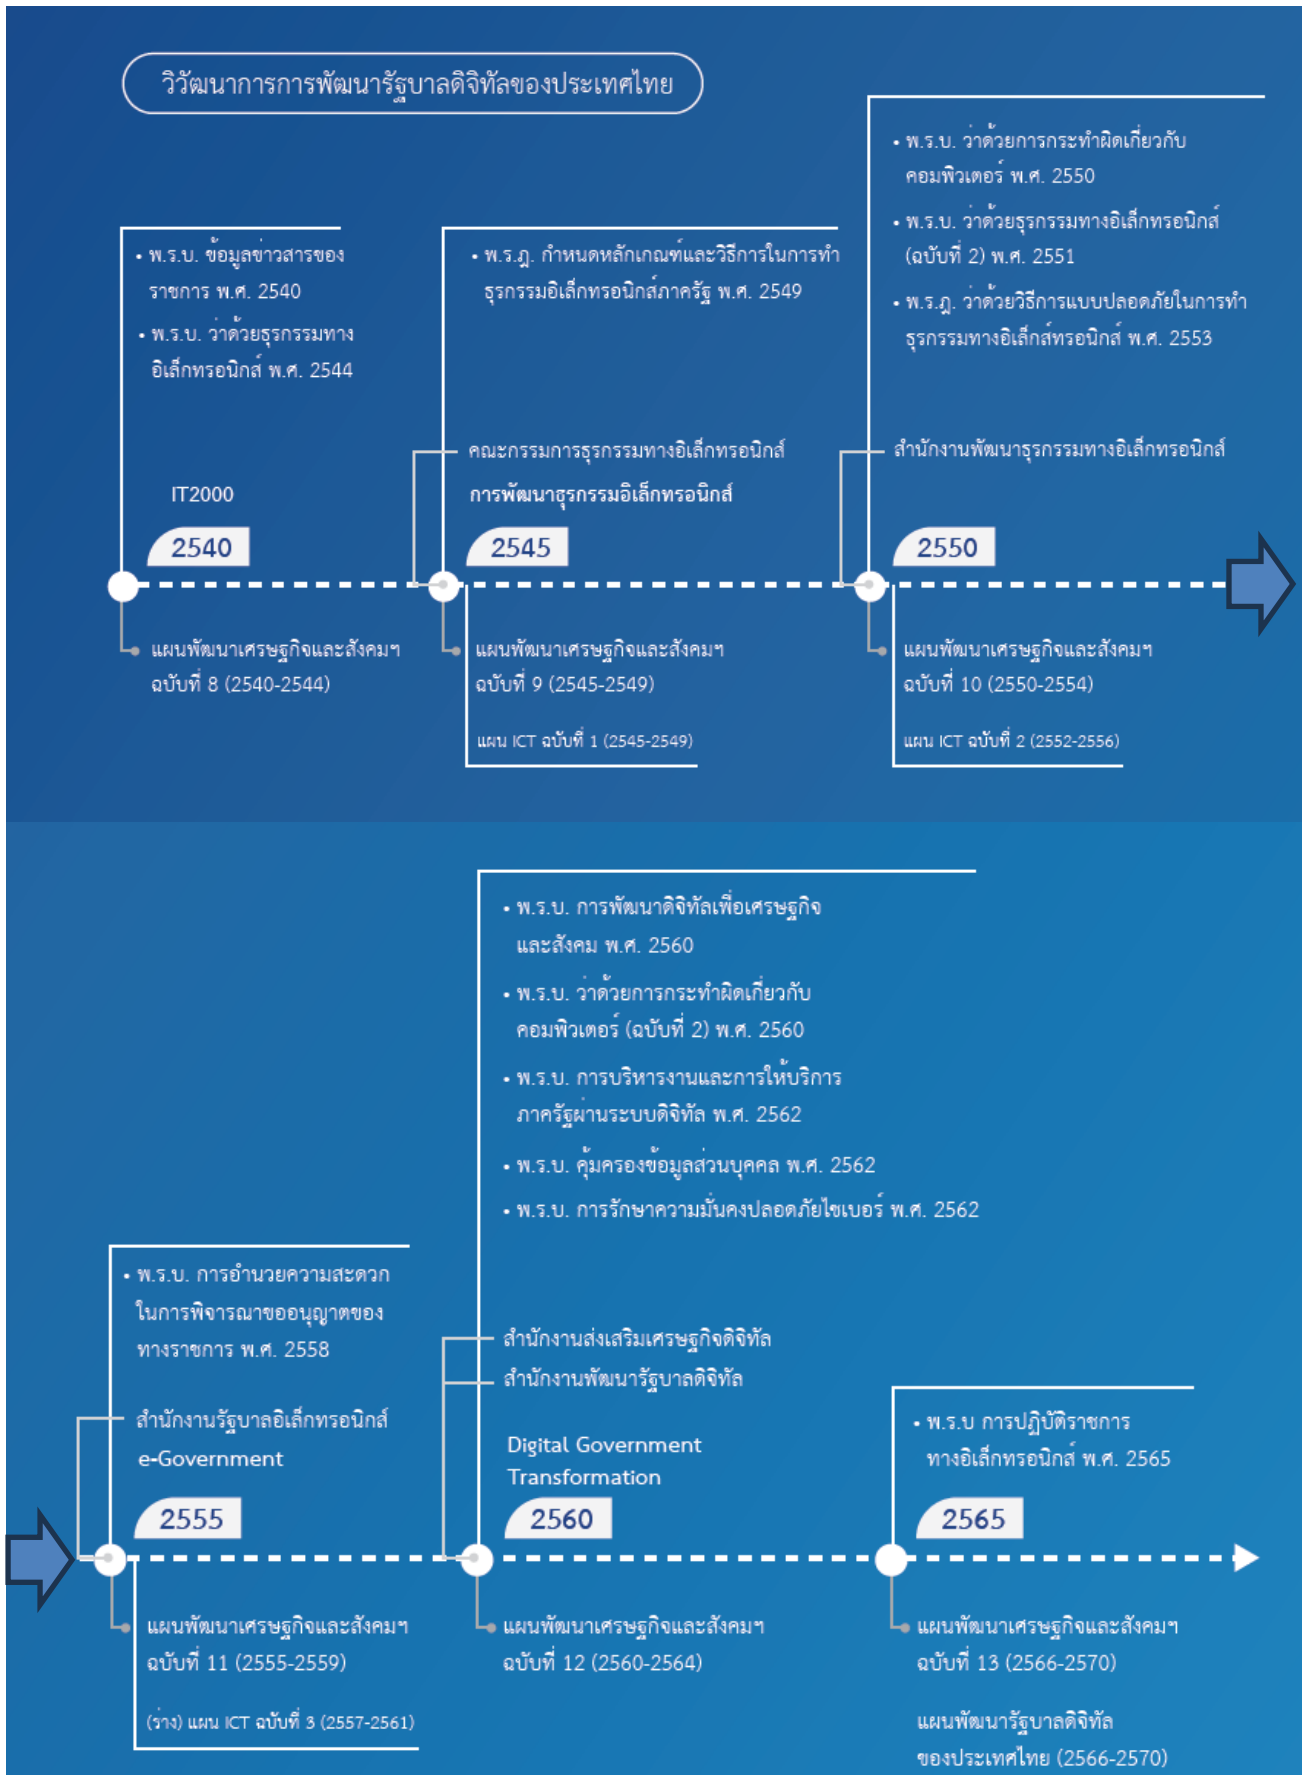 วิวัฒนาการการพัฒนารัฐบาลดิจิทัลของประเทศไทย
• พ.ร.บ. ข้อมูลข่าวสารของ
ราชการ พ.ศ. 2540
• พ.ร.บ. ว่าด้วยธุรกรรมทาง
อิเล็กทรอนิกส์ พ.ศ. 2544
IT2000
2540
แผนพัฒนาเศรษฐกิจและสังคมฯ
ฉบับที่ 8 (2540-2544)
• พ.ร.ฎ. กำหนดหลักเกณฑ์และวิธีการในการทำ
ธุรกรรมอิเล็กทรอนิกส์ภาครัฐ พ.ศ. 2549
คณะกรรมการธุรกรรมทางอิเล็กทรอนิกส์
การพัฒนาธุรกรรมอิเล็กทรอนิกส์
2545
แผนพัฒนาเศรษฐกิจและสังคมฯ
ฉบับที่ 9 (2545-2549)
แผน ICT ฉบับที่ 1 (2545-2549)
• พ.ร.บ. ว่าด้วยการกระทำผิดเกี่ยวกับ
คอมพิวเตอร์ พ.ศ. 2550
• พ.ร.บ. ว่าด้วยธุรกรรมทางอิเล็กทรอนิกส์
(ฉบับที่ 2) พ.ศ. 2551
• พ.ร.ฎ. ว่าด้วยวิธีการแบบปลอดภัยในการทำ
ธุรกรรมทางอิเล็กส์ทรอนิกส์ พ.ศ. 2553
สำนักงานพัฒนาธุรกรรมทางอิเล็กทรอนิกส์
2550
แผนพัฒนาเศรษฐกิจและสังคมฯ
ฉบับที่ 10 (2550-2554)
แผน ICT ฉบับที่ 2 (2552-2556)
• พ.ร.บ. การอำนวยความสะดวก
ในการพิจารณาขออนุญาตของ
ทางราชการ พ.ศ. 2558
สำนักงานรัฐบาลอิเล็กทรอนิกส์
e-Government
2555
แผนพัฒนาเศรษฐกิจและสังคมฯ
ฉบับที่ 11 (2555-2559)
(ร่าง) แผน ICT ฉบับที่ 3 (2557-2561)
• พ.ร.บ. การพัฒนาดิจิทัลเพื่อเศรษฐกิจ
และสังคม พ.ศ. 2560
• พ.ร.บ. ว่าด้วยการกระทำผิดเกี่ยวกับ
คอมพิวเตอร์ (ฉบับที่ 2) พ.ศ. 2560
• พ.ร.บ. การบริหารงานและการให้บริการ
ภาครัฐผ่านระบบดิจิทัล พ.ศ. 2562
• พ.ร.บ. คุ้มครองข้อมูลส่วนบุคคล พ.ศ. 2562
• พ.ร.บ. การรักษาความมั่นคงปลอดภัยไซเบอร์ พ.ศ. 2562
สำนักงานส่งเสริมเศรษฐกิจดิจิทัล
สำนักงานพัฒนารัฐบาลดิจิทัล
Digital Government
Transformation
2560
แผนพัฒนาเศรษฐกิจและสังคมฯ
ฉบับที่ 12 (2560-2564)
• พ.ร.บ การปฏิบัติราชการ
ทางอิเล็กทรอนิกส์ พ.ศ. 2565
2565
แผนพัฒนาเศรษฐกิจและสังคมฯ
ฉบับที่ 13 (2566-2570)
แผนพัฒนารัฐบาลดิจิทัล
ของประเทศไทย (2566-2570)